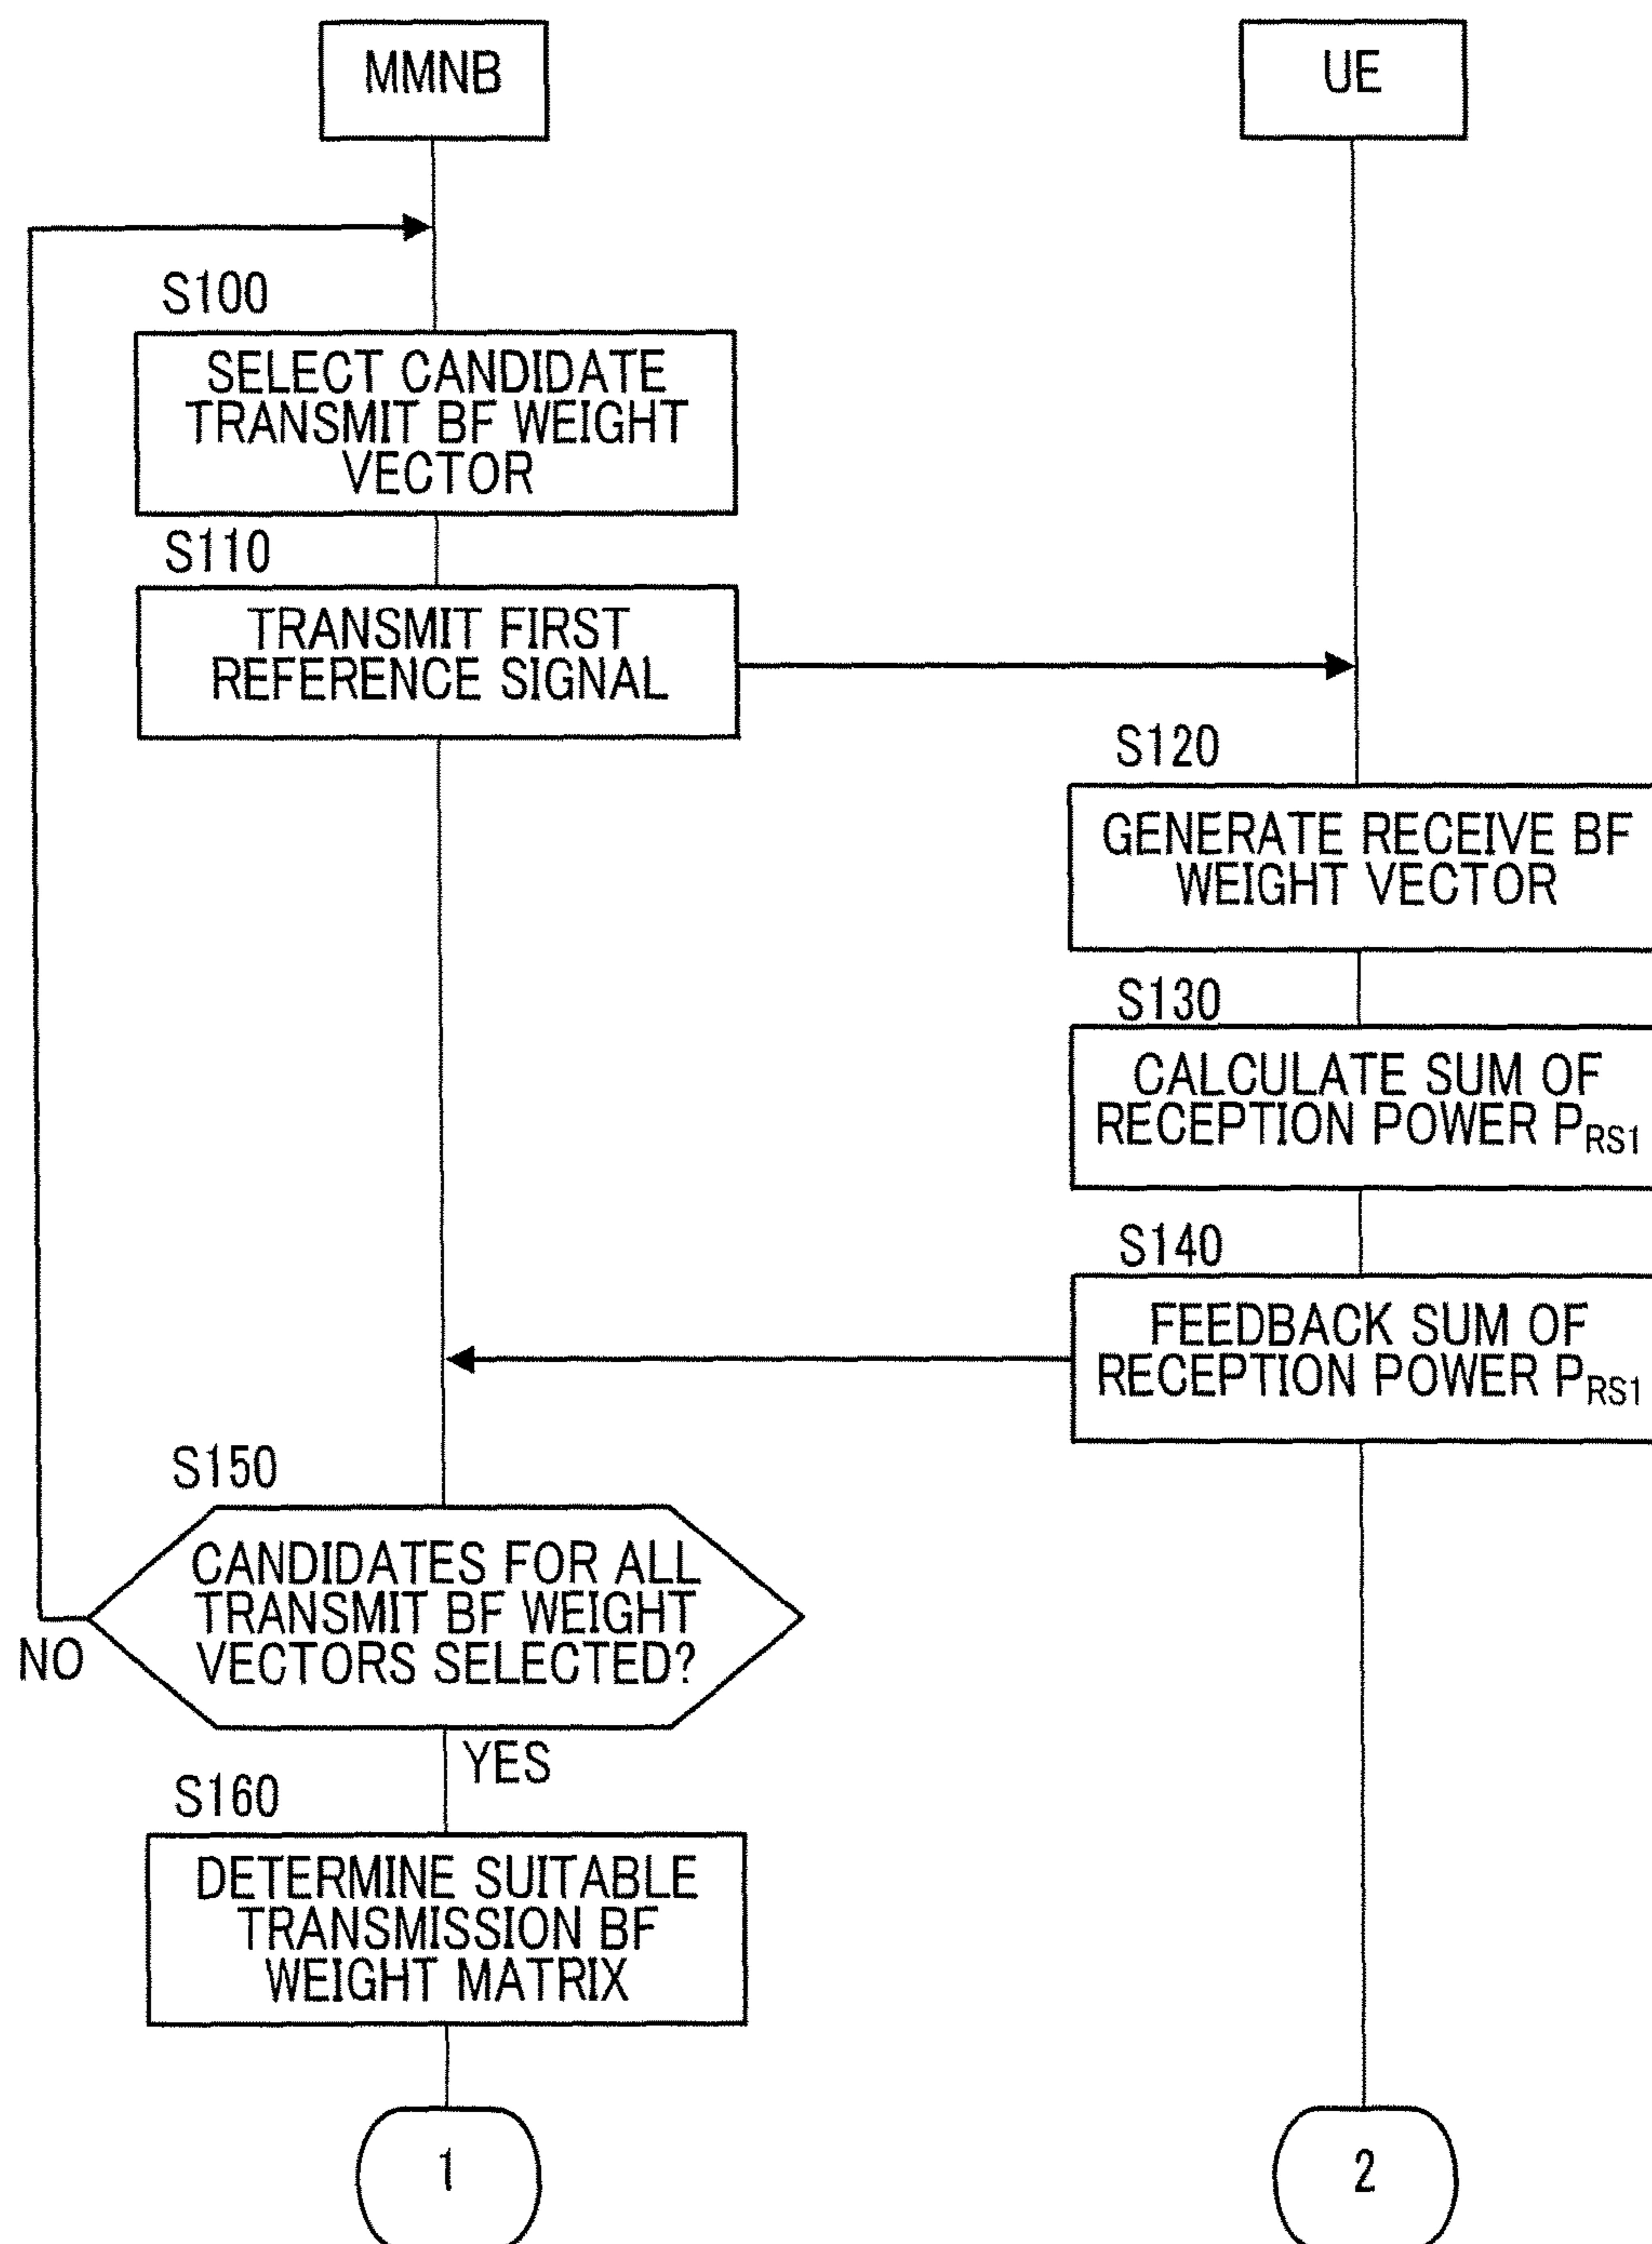 MMNB
UE
S100
SELECT CANDIDATE
TRANSMIT BF WEIGHT
VECTOR
S110
TRANSMIT FIRST
REFERENCE SIGNAL
S120
GENERATE RECEIVE BF
WEIGHT VECTOR
S130
CALCULATE SUM OF
RECEPTION POWER PRS1
S140
FEEDBACK SUM OF
RECEPTION POWER PRS1
S150
CANDIDATES FOR ALL
TRANSMIT BF WEIGHT
VECTORS SELECTED?
NO
YES
S160
DETERMINE SUITABLE
TRANSMISSION BF
WEIGHT MATRIX
1
2